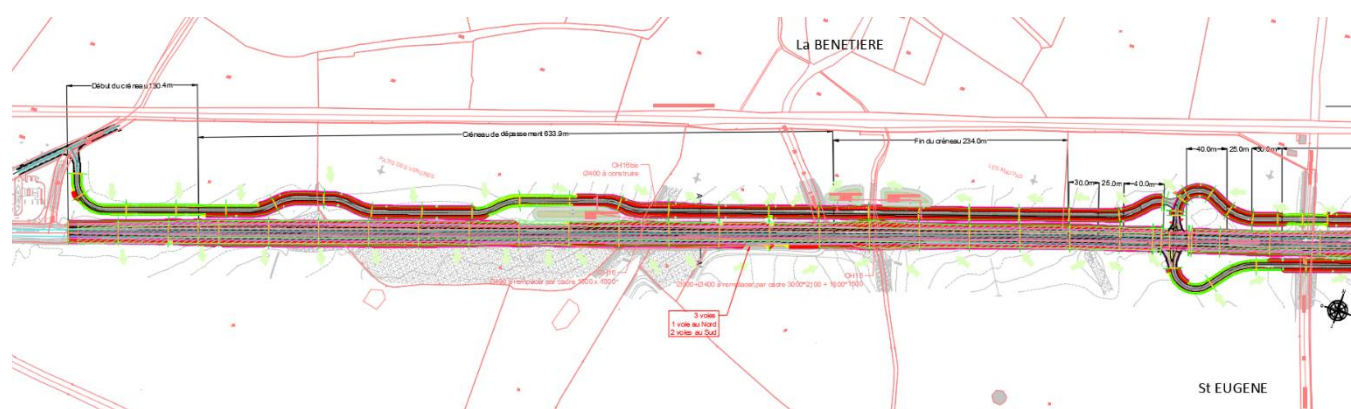 La BENETIERE
Début du créneau 130.4m
Créneau de dépassement 633.9m
Fin du créneau 234.0m
40.0m
25.0m
30.0m
OH16bis
Ø400 à construire
30.0m
25.0m
40.0m
OH15
3 voies
1 voie au Nord
2 voies au Sud
St EUGENE